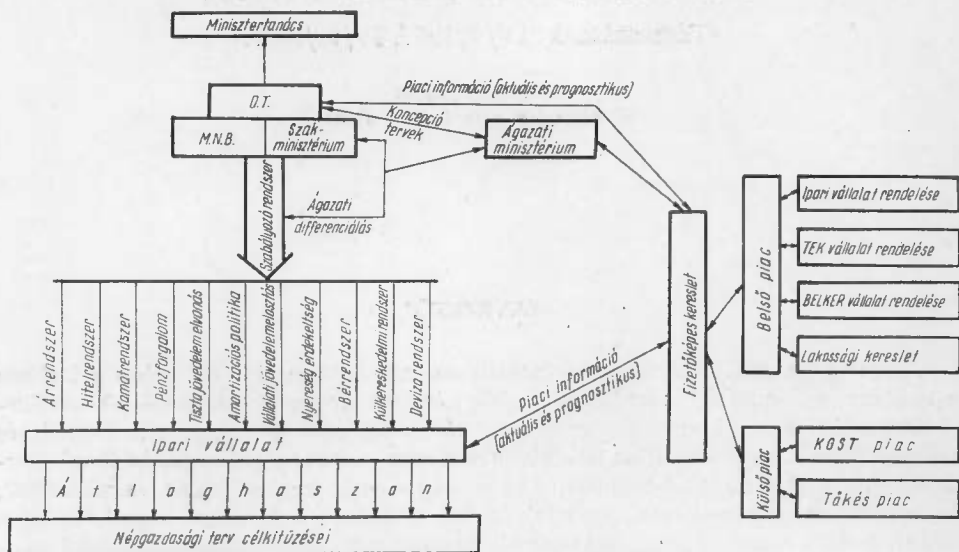 Minisztertanács
O.T.
M.N.B.
Szak-
minisztérium
Piaci információ (aktuális és prognosztikus)
Koncepció
tervek
Ágazati
minisztérium
Szabályozó rendszer
Ágazati
differenciálás
Árrendszer
Hitelrendszer
Kamatrendszer
Pénzforgalom
Tiszta jövedelem elvonás
Amortizációs politika
Vállalati jövedelemelosztás
Nyereség érdekeltség
Bérrendszer
Külkereskedelmi rendszer
Deviza rendszer
Ipari vállalat
Á t l a g h a s z o n
Népgazdasági terv célkitűzései
Piaci információ
(aktuális és prognosztikus)
Fizetőképes kereslet
Belső piac
Ipari vállalat rendelése
TEK vállalat rendelése
BELKER vállalat rendelése
Lakossági kereslet
Külső piac
KGST piac
Tőkés piac